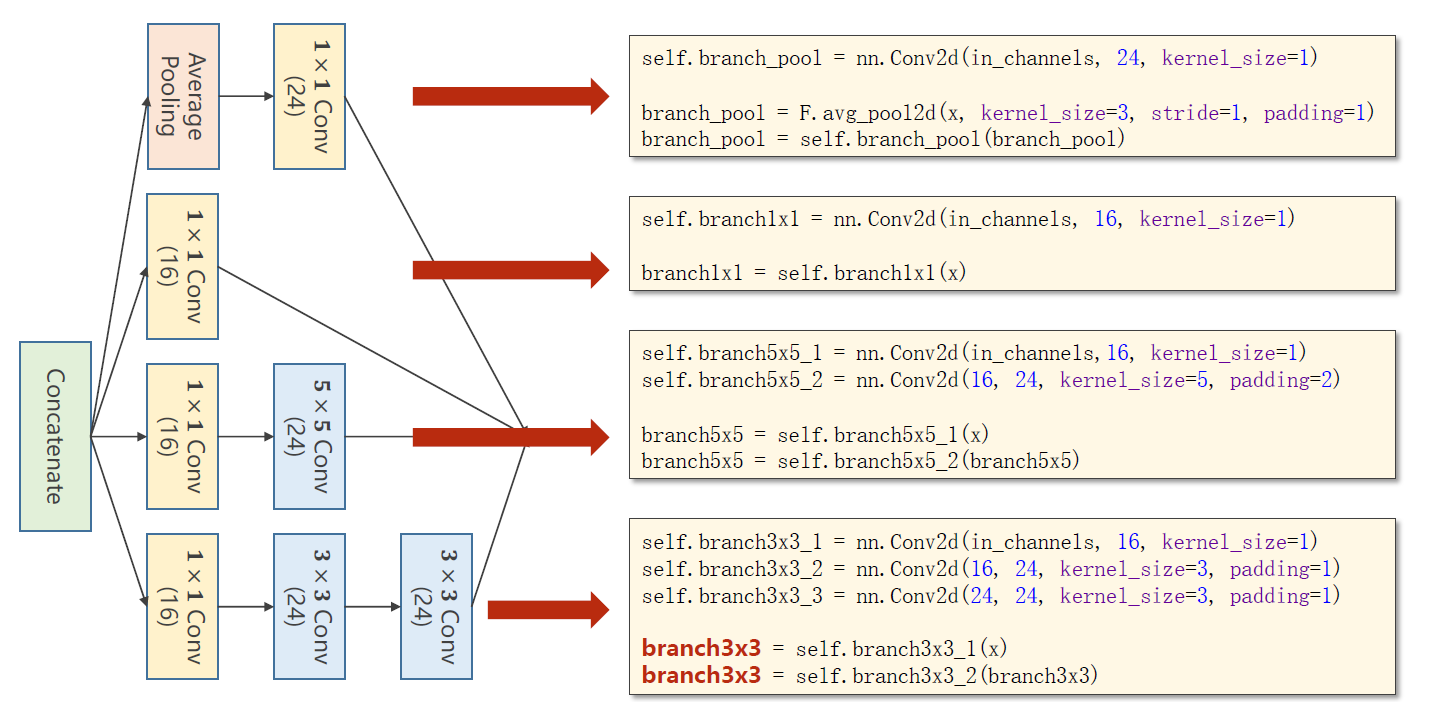 Average
Pooling
1×1 Conv
(24)
1×1 Conv
(16)
Concatenate
1×1 Conv
(16)
5×5 Conv
(24)
1×1 Conv
(16)
3×3 Conv
(24)
3×3 Conv
(24)
self.branch_pool = nn.Conv2d(in_channels, 24, kernel_size=1)
branch_pool = F.avg_pool2d(x, kernel_size=3, stride=1, padding=1)
branch_pool = self.branch_pool(branch_pool)
self.branch1x1 = nn.Conv2d(in_channels, 16, kernel_size=1)
branch1x1 = self.branch1x1(x)
self.branch5x5_1 = nn.Conv2d(in_channels,16, kernel_size=1)
self.branch5x5_2 = nn.Conv2d(16, 24, kernel_size=5, padding=2)
branch5x5 = self.branch5x5_1(x)
branch5x5 = self.branch5x5_2(branch5x5)
self.branch3x3_1 = nn.Conv2d(in_channels, 16, kernel_size=1)
self.branch3x3_2 = nn.Conv2d(16, 24, kernel_size=3, padding=1)
self.branch3x3_3 = nn.Conv2d(24, 24, kernel_size=3, padding=1)
branch3x3 = self.branch3x3_1(x)
branch3x3 = self.branch3x3_2(branch3x3)